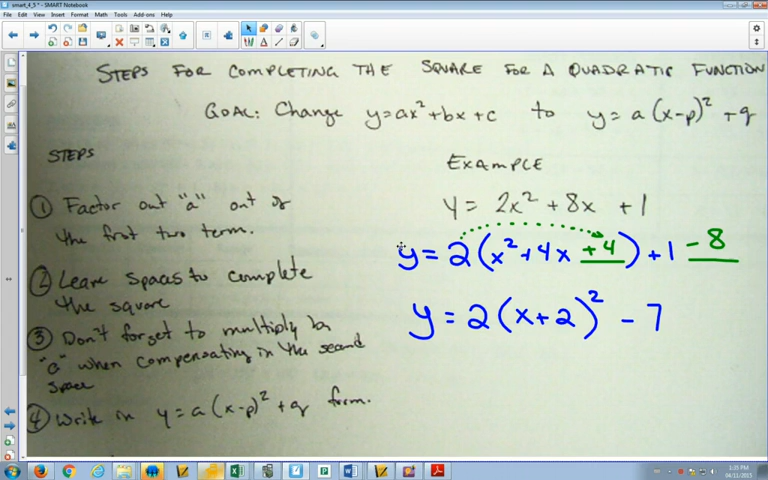 smart_4_5 * - SMART Notebook
File Edit View Insert Format Math Tools Add-ons Help
STEPS FOR COMPLETING THE SQUARE FOR A QUADRATIC FUNCTION
GOAL: Change y=ax²+bx+c to y=a(x-p)²+q
STEPS
① Factor out "a" out of
the first two term.
② Leave spaces to complete
the square
③ Don't forget to multiply by
"a" when compensating in the second
space
④ Write in y=a(x-p)²+q form.
EXAMPLE
y = 2x² + 8x + 1
y = 2(x²+4x +4) + 1 - 8
y = 2(x+2)² - 7
1:35 PM
04/11/2015